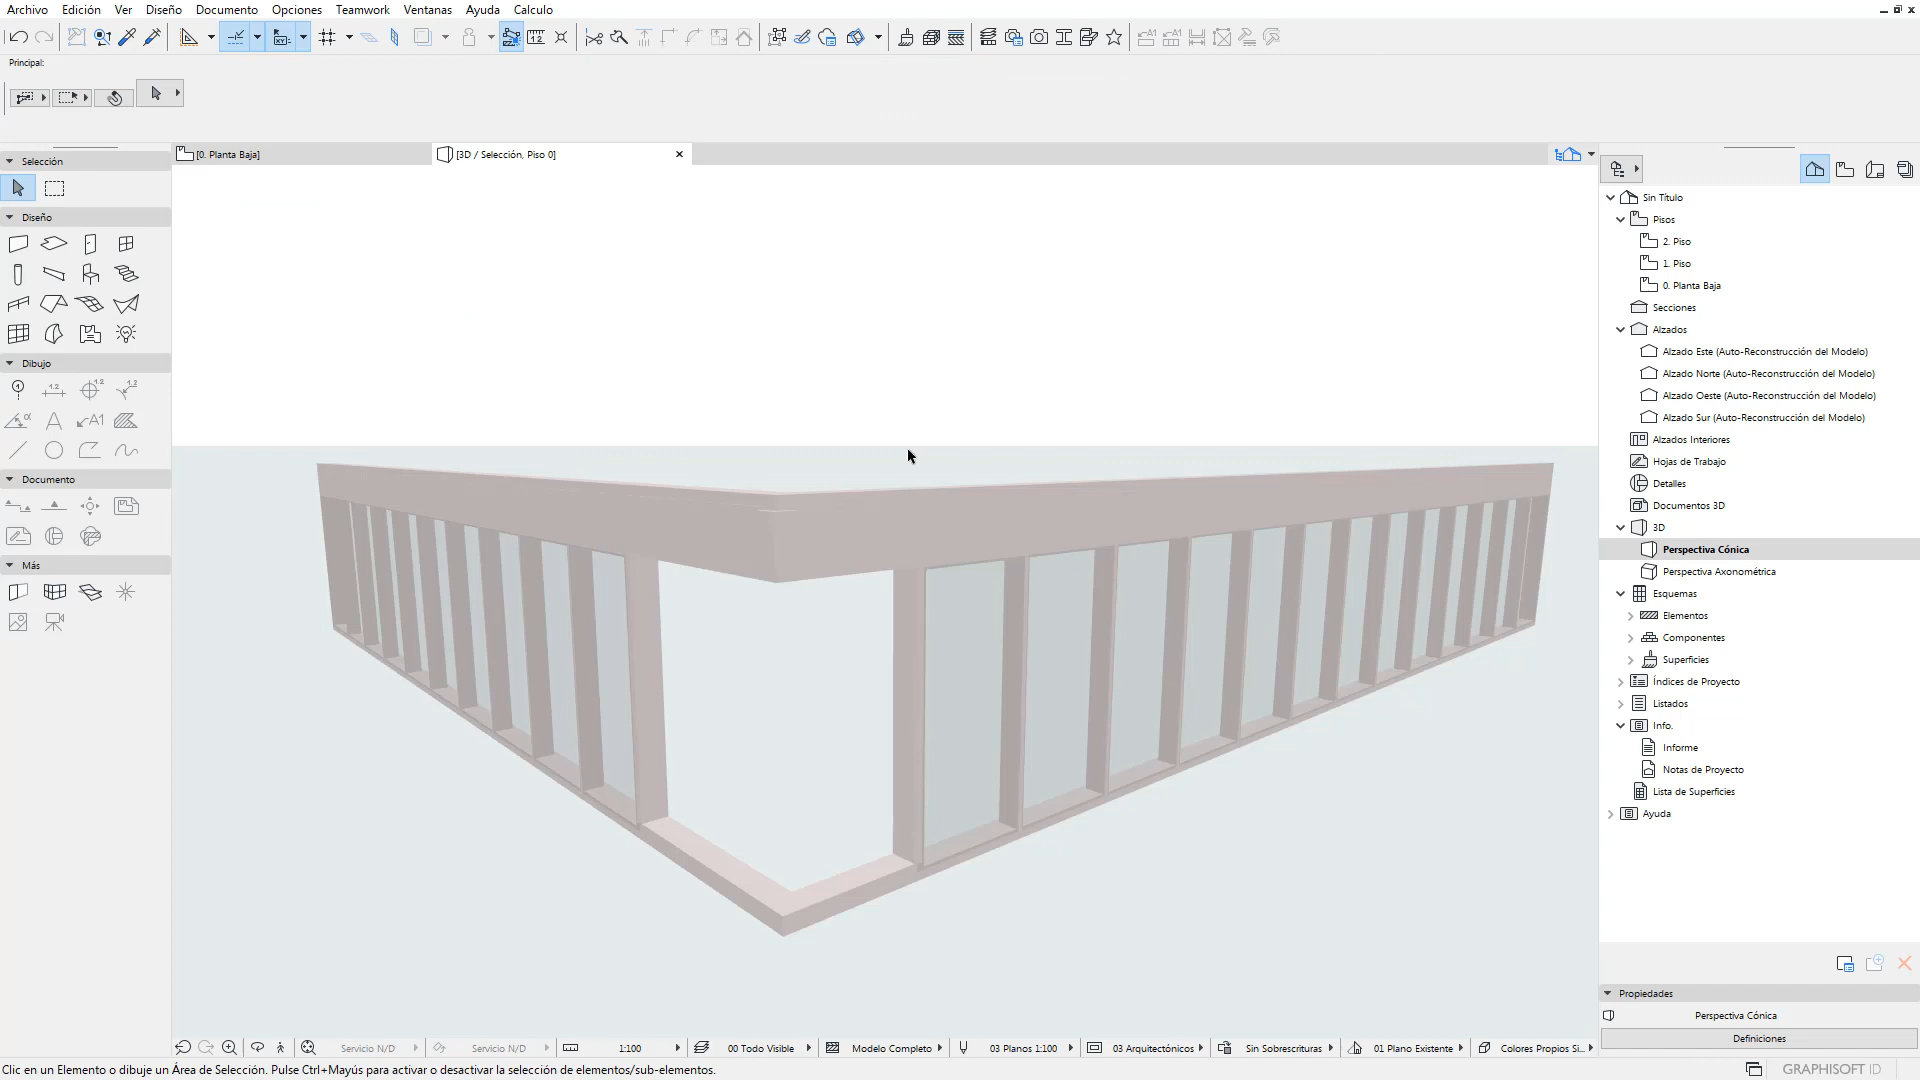 Archivo Edición Ver Diseño Documento Opciones Teamwork Ventanas Ayuda Calculo
Principal:
[0. Planta Baja]
[3D / Selección, Piso 0]
Selección
Diseño
Dibujo
Documento
Más
Sin Título
Pisos
2. Piso
1. Piso
0. Planta Baja
Secciones
Alzados
Alzado Este (Auto-Reconstrucción del Modelo)
Alzado Norte (Auto-Reconstrucción del Modelo)
Alzado Oeste (Auto-Reconstrucción del Modelo)
Alzado Sur (Auto-Reconstrucción del Modelo)
Alzados Interiores
Hojas de Trabajo
Detalles
Documentos 3D
3D
Perspectiva Cónica
Perspectiva Axonométrica
Esquemas
Elementos
Componentes
Superficies
Índices de Proyecto
Listados
Info.
Informe
Notas de Proyecto
Lista de Superficies
Ayuda
Propiedades
Perspectiva Cónica
Definiciones
Servicio N/D Servicio N/D 1:100 00 Todo Visible Modelo Completo 03 Planos 1:100 03 Arquitectónicos Sin Sobrescrituras 01 Plano Existente Colores Propios Si...
Clic en un Elemento o dibuje un Área de Selección. Pulse Ctrl+Mayús para activar o desactivar la selección de elementos/sub-elementos.
GRAPHISOFT ID